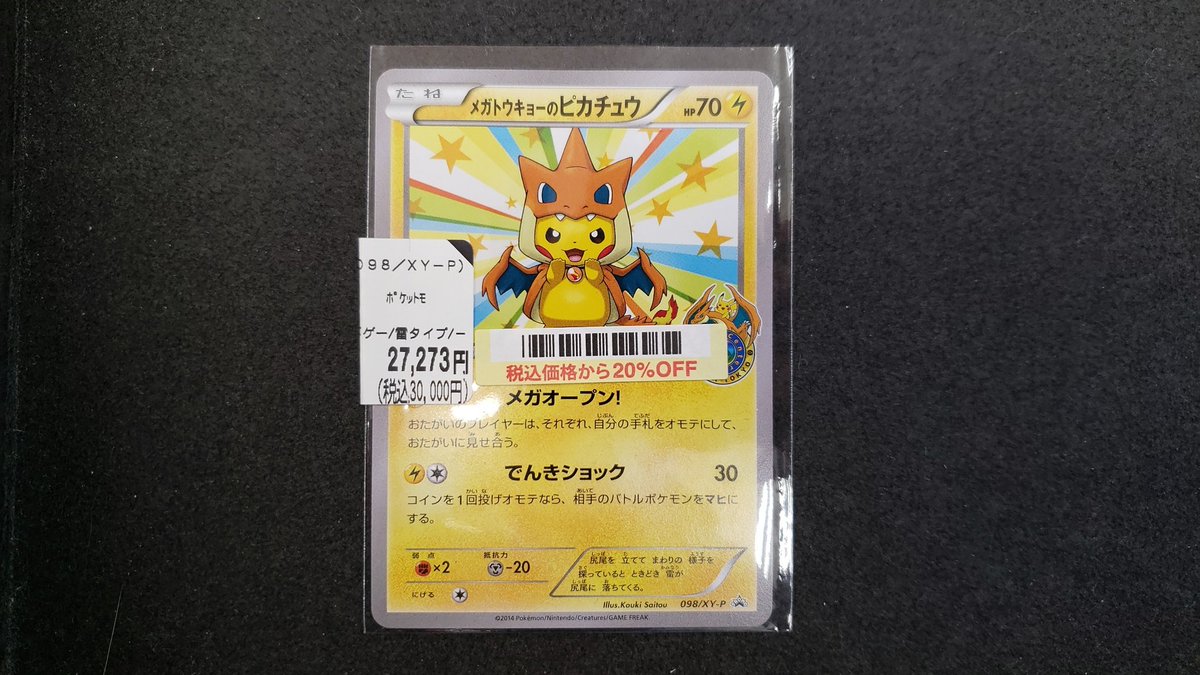 たね
メガトウキョーのピカチュウ
HP70
98/XY-P)
ポケットモ
ゲー/雷タイプ/ー
27,273円
(税込30,000円)
税込価格から20%OFF
TOKYO
メガオープン!
おたがいのプレイヤーは、それぞれ、自分の手札をオモテにして、
おたがいに見せ合う。
でんきショック 30
コインを1回投げオモテなら、相手のバトルポケモンをマヒに
する。
弱点 抵抗力
×2 -20
にげる
尻尾を 立てて まわりの 様子を
探っていると ときどき 雷が
尻尾に 落ちてくる。
Illus.Kouki Saitou 098/XY-P
©2014 Pokémon/Nintendo/Creatures/GAME FREAK.